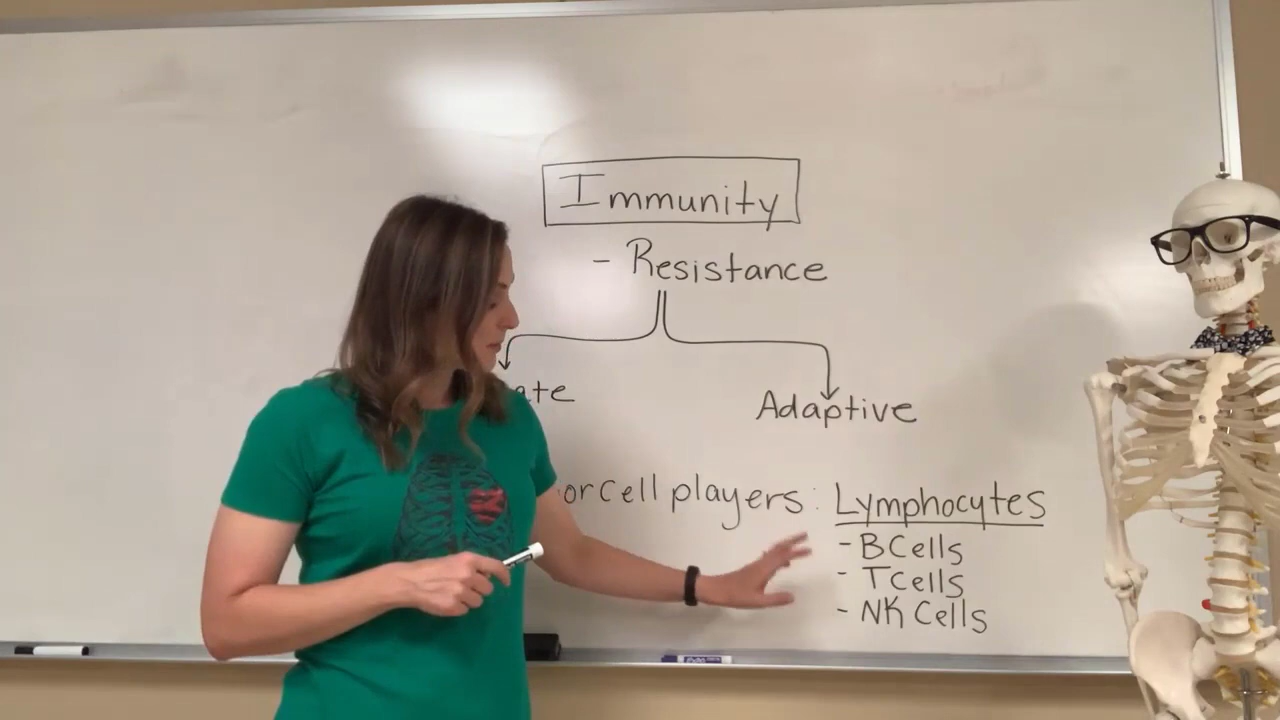 Immunity
- Resistance
ate
Adaptive
or cell players: Lymphocytes
- B Cells
- T cells
- NK Cells